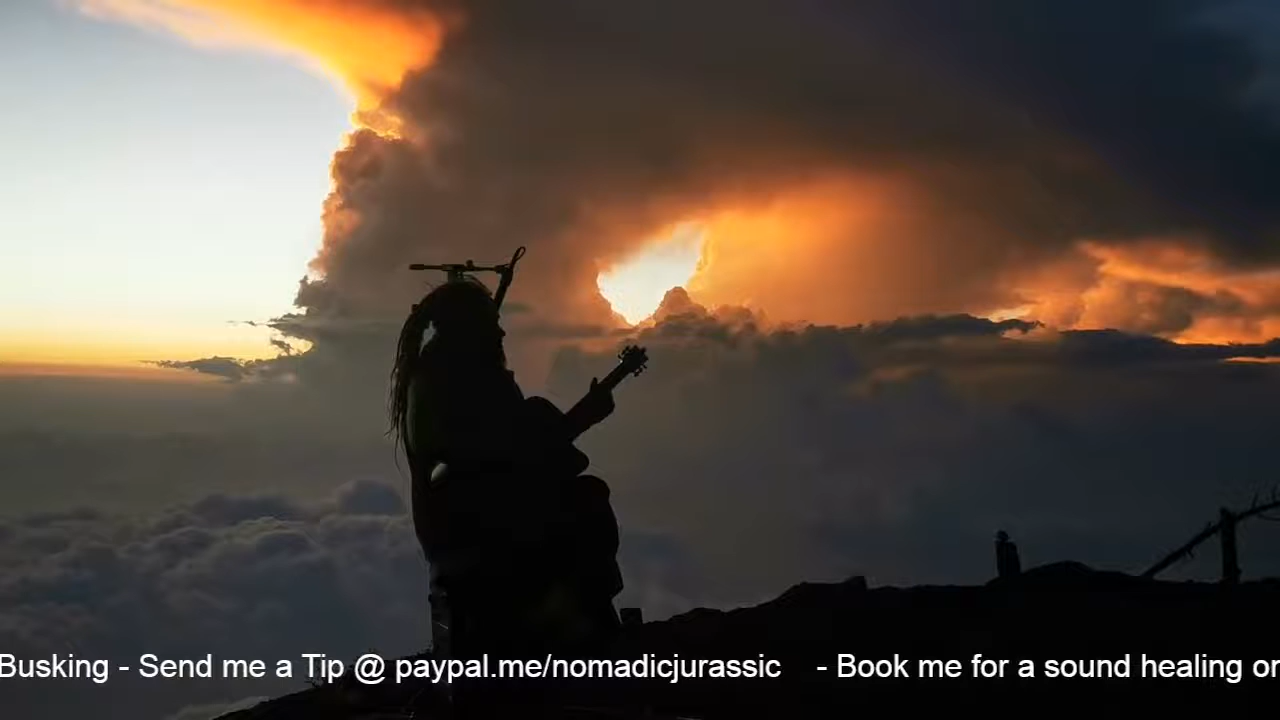 Busking - Send me a Tip @ paypal.me/nomadicjurassic - Book me for a sound healing or